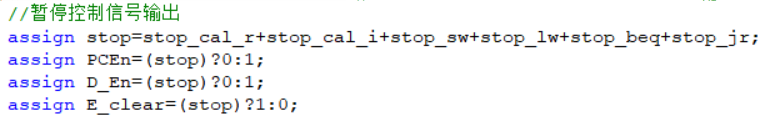 //暂停控制信号输出
assign stop=stop_cal_r+stop_cal_i+stop_sw+stop_lw+stop_beq+stop_jr;
assign PCEn=(stop)?0:1;
assign D_En=(stop)?0:1;
assign E_clear=(stop)?1:0;